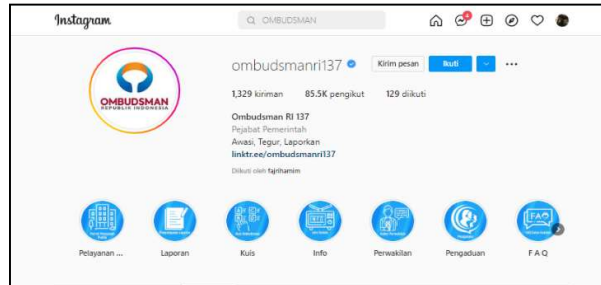 Instagram
OMBUDSMAN
4
ombudsmanri137
Kirim pesan
Ikuti
1,329 kiriman 85.5K pengikut 129 diikuti
OMBUDSMAN
REPUBLIK INDONESIA
Ombudsman RI 137
Pejabat Pemerintah
Awasi, Tegur, Laporkan
linktr.ee/ombudsmanri137
Diikuti oleh fajrihamim
FAQ
Pelayanan ... Laporan Kuis Info Perwakilan Pengaduan F A Q